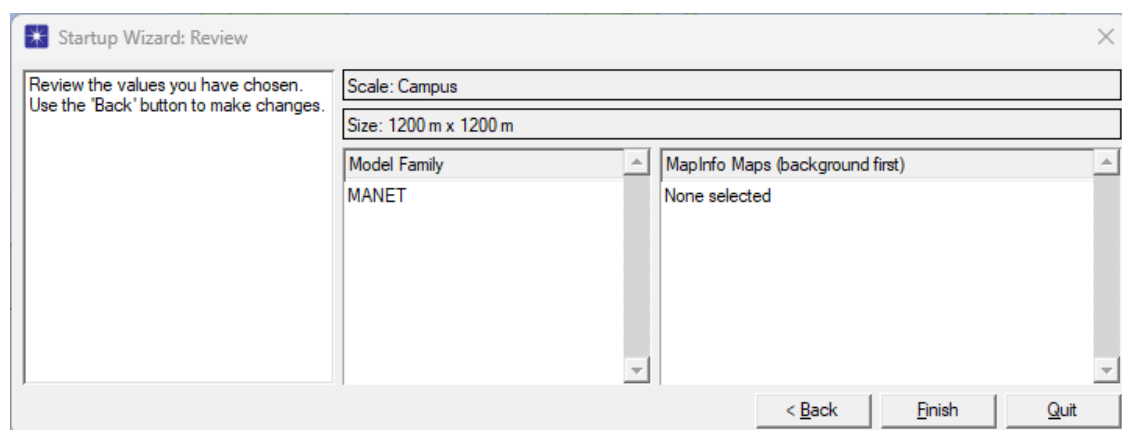 Startup Wizard: Review
Review the values you have chosen.
Use the 'Back' button to make changes.
Scale: Campus
Size: 1200 m x 1200 m
Model Family
MANET
MapInfo Maps (background first)
None selected
< Back
Finish
Quit